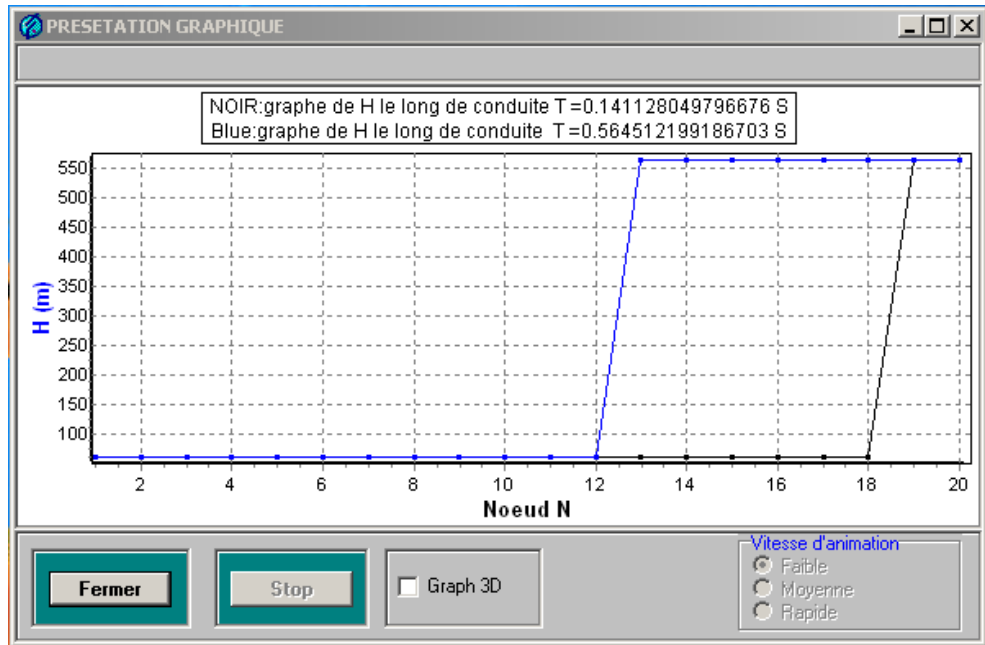 PRESETATION GRAPHIQUE
NOIR:graphe de H le long de conduite T=0.141128049796676 S
Blue:graphe de H le long de conduite T=0.564512199186703 S
550
500
450
400
350
300
250
200
150
100
H (m)
2 4 6 8 10 12 14 16 18 20
Noeud N
Fermer
Stop
Graph 3D
Vitesse d'animation
Faible
Moyenne
Rapide